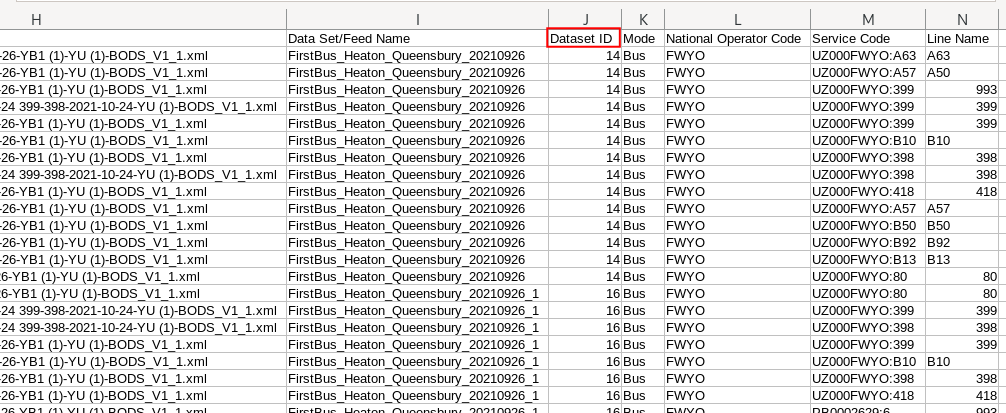 H I J K L M N
Data Set/Feed Name Dataset ID Mode National Operator Code Service Code Line Name
-26-YB1 (1)-YU (1)-BODS_V1_1.xml FirstBus_Heaton_Queensbury_20210926 14 Bus FWYO UZ000FWYO:A63 A63
-26-YB1 (1)-YU (1)-BODS_V1_1.xml FirstBus_Heaton_Queensbury_20210926 14 Bus FWYO UZ000FWYO:A57 A50
-26-YB1 (1)-YU (1)-BODS_V1_1.xml FirstBus_Heaton_Queensbury_20210926 14 Bus FWYO UZ000FWYO:399 993
-24 399-398-2021-10-24-YU (1)-BODS_V1_1.xml FirstBus_Heaton_Queensbury_20210926 14 Bus FWYO UZ000FWYO:399 399
-26-YB1 (1)-YU (1)-BODS_V1_1.xml FirstBus_Heaton_Queensbury_20210926 14 Bus FWYO UZ000FWYO:399 399
-26-YB1 (1)-YU (1)-BODS_V1_1.xml FirstBus_Heaton_Queensbury_20210926 14 Bus FWYO UZ000FWYO:B10 B10
-26-YB1 (1)-YU (1)-BODS_V1_1.xml FirstBus_Heaton_Queensbury_20210926 14 Bus FWYO UZ000FWYO:398 398
-24 399-398-2021-10-24-YU (1)-BODS_V1_1.xml FirstBus_Heaton_Queensbury_20210926 14 Bus FWYO UZ000FWYO:398 398
-26-YB1 (1)-YU (1)-BODS_V1_1.xml FirstBus_Heaton_Queensbury_20210926 14 Bus FWYO UZ000FWYO:418 418
-26-YB1 (1)-YU (1)-BODS_V1_1.xml FirstBus_Heaton_Queensbury_20210926 14 Bus FWYO UZ000FWYO:A57 A57
-26-YB1 (1)-YU (1)-BODS_V1_1.xml FirstBus_Heaton_Queensbury_20210926 14 Bus FWYO UZ000FWYO:B50 B50
-26-YB1 (1)-YU (1)-BODS_V1_1.xml FirstBus_Heaton_Queensbury_20210926 14 Bus FWYO UZ000FWYO:B92 B92
-26-YB1 (1)-YU (1)-BODS_V1_1.xml FirstBus_Heaton_Queensbury_20210926 14 Bus FWYO UZ000FWYO:B13 B13
26-YB1 (1)-YU (1)-BODS_V1_1.xml FirstBus_Heaton_Queensbury_20210926 14 Bus FWYO UZ000FWYO:80 80
6-YB1 (1)-YU (1)-BODS_V1_1.xml FirstBus_Heaton_Queensbury_20210926_1 16 Bus FWYO UZ000FWYO:80 80
-24 399-398-2021-10-24-YU (1)-BODS_V1_1.xml FirstBus_Heaton_Queensbury_20210926_1 16 Bus FWYO UZ000FWYO:399 399
-24 399-398-2021-10-24-YU (1)-BODS_V1_1.xml FirstBus_Heaton_Queensbury_20210926_1 16 Bus FWYO UZ000FWYO:398 398
-26-YB1 (1)-YU (1)-BODS_V1_1.xml FirstBus_Heaton_Queensbury_20210926_1 16 Bus FWYO UZ000FWYO:399 399
-26-YB1 (1)-YU (1)-BODS_V1_1.xml FirstBus_Heaton_Queensbury_20210926_1 16 Bus FWYO UZ000FWYO:B10 B10
-26-YB1 (1)-YU (1)-BODS_V1_1.xml FirstBus_Heaton_Queensbury_20210926_1 16 Bus FWYO UZ000FWYO:398 398
-26-YB1 (1)-YU (1)-BODS_V1_1.xml FirstBus_Heaton_Queensbury_20210926_1 16 Bus FWYO UZ000FWYO:418 418
-26-YB1 (1)-YU (1)-BODS_V1_1.xml FirstBus_Heaton_Queensbury_20210926_1 16 Bus FWYO